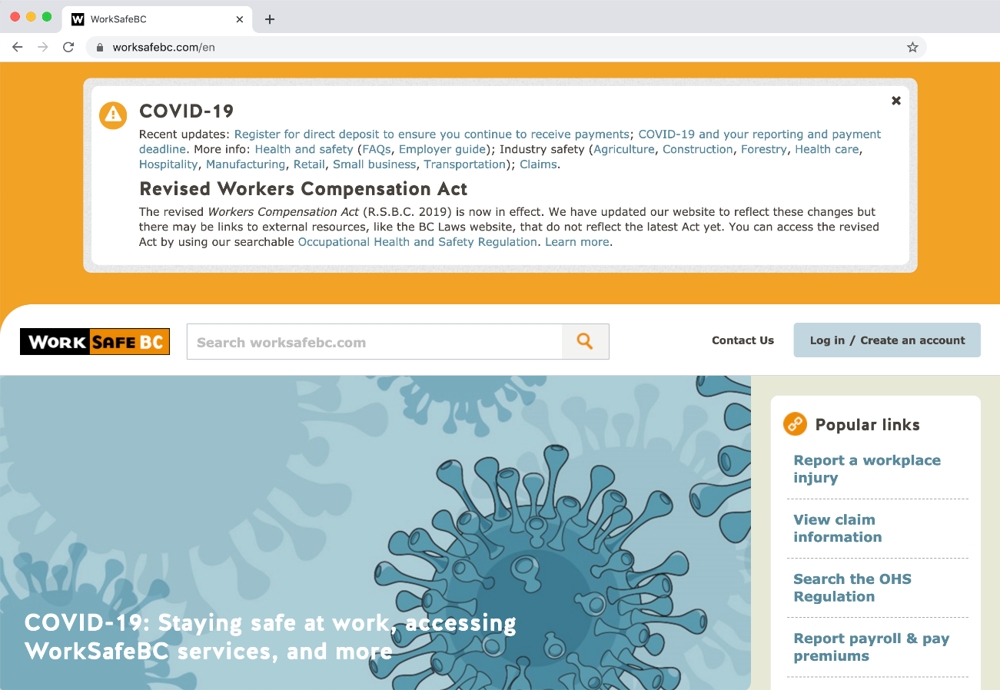 W WorkSafeBC
worksafebc.com/en
COVID-19
Recent updates: Register for direct deposit to ensure you continue to receive payments; COVID-19 and your reporting and payment
deadline. More info: Health and safety (FAQs, Employer guide); Industry safety (Agriculture, Construction, Forestry, Health care,
Hospitality, Manufacturing, Retail, Small business, Transportation); Claims.
Revised Workers Compensation Act
The revised Workers Compensation Act (R.S.B.C. 2019) is now in effect. We have updated our website to reflect these changes but
there may be links to external resources, like the BC Laws website, that do not reflect the latest Act yet. You can access the revised
Act by using our searchable Occupational Health and Safety Regulation. Learn more.
WORK SAFE BC
Search worksafebc.com
Contact Us
Log in / Create an account
COVID-19: Staying safe at work, accessing
WorkSafeBC services, and more
Popular links
Report a workplace
injury
View claim
information
Search the OHS
Regulation
Report payroll & pay
premiums